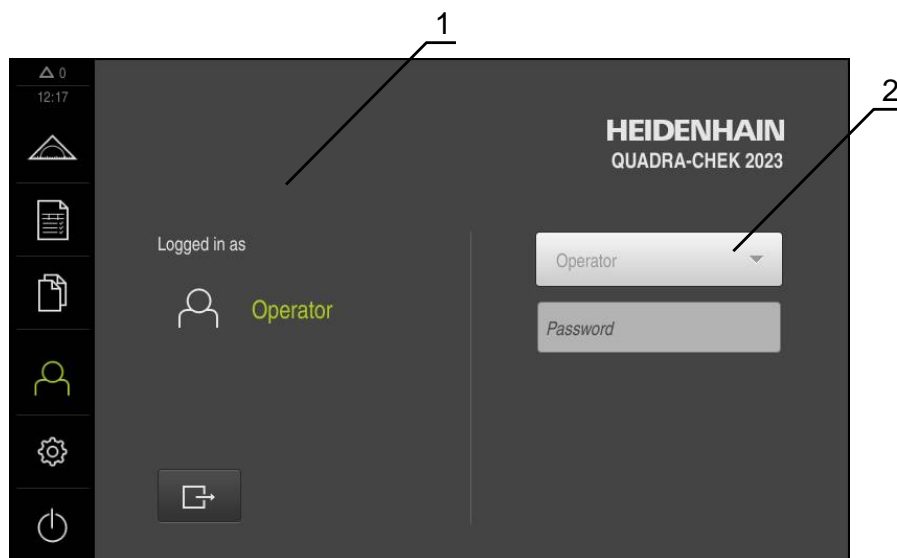 1
2
0
12:17
HEIDENHAIN
QUADRA-CHEK 2023
Logged in as
Operator
Operator
Password